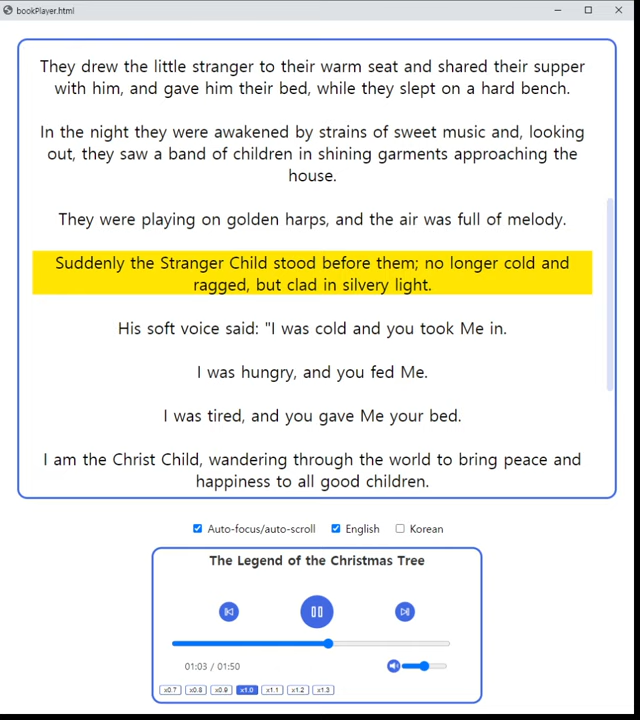 bookPlayer.html
They drew the little stranger to their warm seat and shared their supper
with him, and gave him their bed, while they slept on a hard bench.
In the night they were awakened by strains of sweet music and, looking
out, they saw a band of children in shining garments approaching the
house.
They were playing on golden harps, and the air was full of melody.
Suddenly the Stranger Child stood before them; no longer cold and
ragged, but clad in silvery light.
His soft voice said: "I was cold and you took Me in.
I was hungry, and you fed Me.
I was tired, and you gave Me your bed.
I am the Christ Child, wandering through the world to bring peace and
happiness to all good children.
Auto-focus/auto-scroll English Korean
The Legend of the Christmas Tree
01:03 / 01:50
x0.7 x0.8 x0.9 x1.0 x1.1 x1.2 x1.3